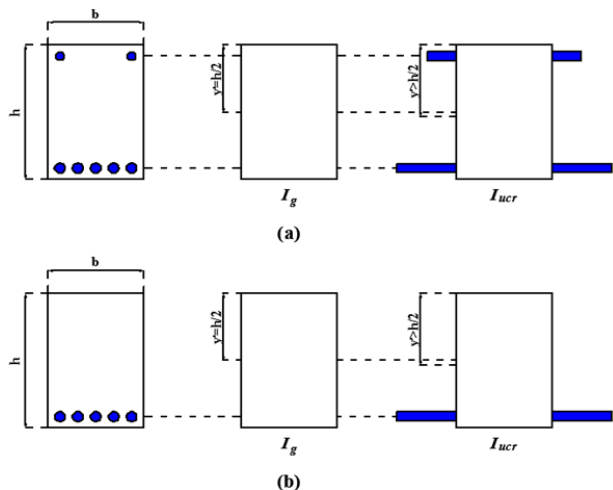 b
h
y'=h/2
y'>h/2
I_g
I_ucr
(a)
b
h
y'=h/2
y'>h/2
I_g
I_ucr
(b)